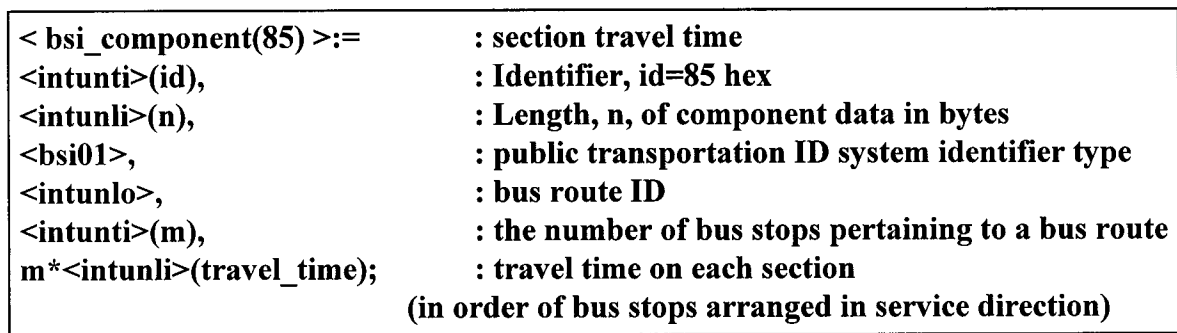 < bsi_component(85) >:= : section travel time
<intunti>(id), : Identifier, id=85 hex
<intunli>(n), : Length, n, of component data in bytes
<bsi01>, : public transportation ID system identifier type
<intunlo>, : bus route ID
<intunti>(m), : the number of bus stops pertaining to a bus route
m*<intunli>(travel_time); : travel time on each section
(in order of bus stops arranged in service direction)